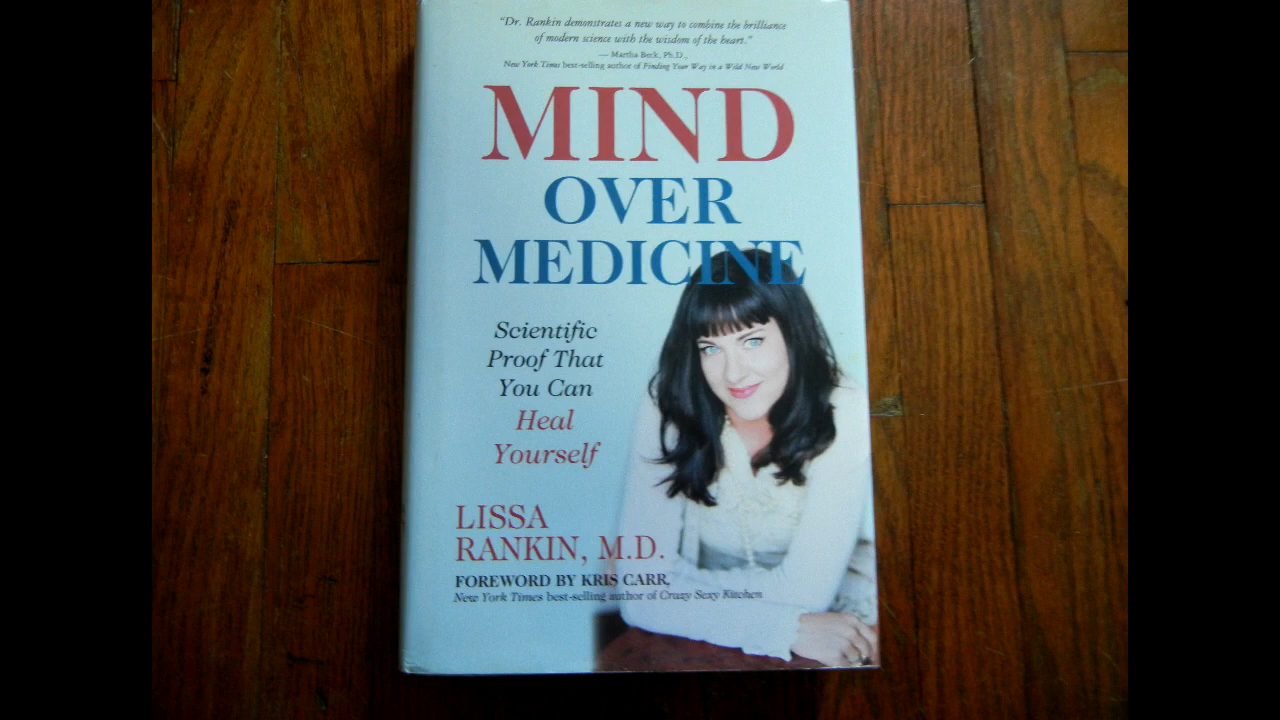 "Dr. Rankin demonstrates a new way to combine the brilliance
of modern science with the wisdom of the heart."
— Martha Beck, Ph.D.,
New York Times best-selling author of Finding Your Way in a Wild New World
MIND
OVER
MEDICINE
Scientific
Proof That
You Can
Heal
Yourself
LISSA
RANKIN, M.D.
FOREWORD BY KRIS CARR,
New York Times best-selling author of Crazy Sexy Kitchen